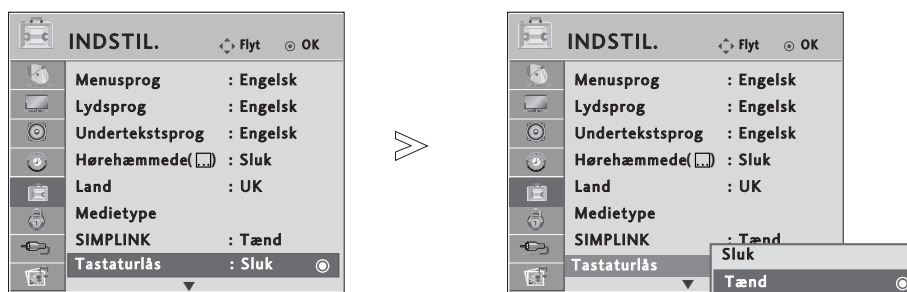 INDSTIL. Flyt OK
Menusprog : Engelsk
Lydsprog : Engelsk
Undertekstsprog : Engelsk
Hørehæmmede( ) : Sluk
Land : UK
Medietype
SIMPLINK : Tænd
Tastaturlås : Sluk
INDSTIL. Flyt OK
Menusprog : Engelsk
Lydsprog : Engelsk
Undertekstsprog : Engelsk
Hørehæmmede( ) : Sluk
Land : UK
Medietype
SIMPLINK : Tænd
Tastaturlås
Sluk
Tænd